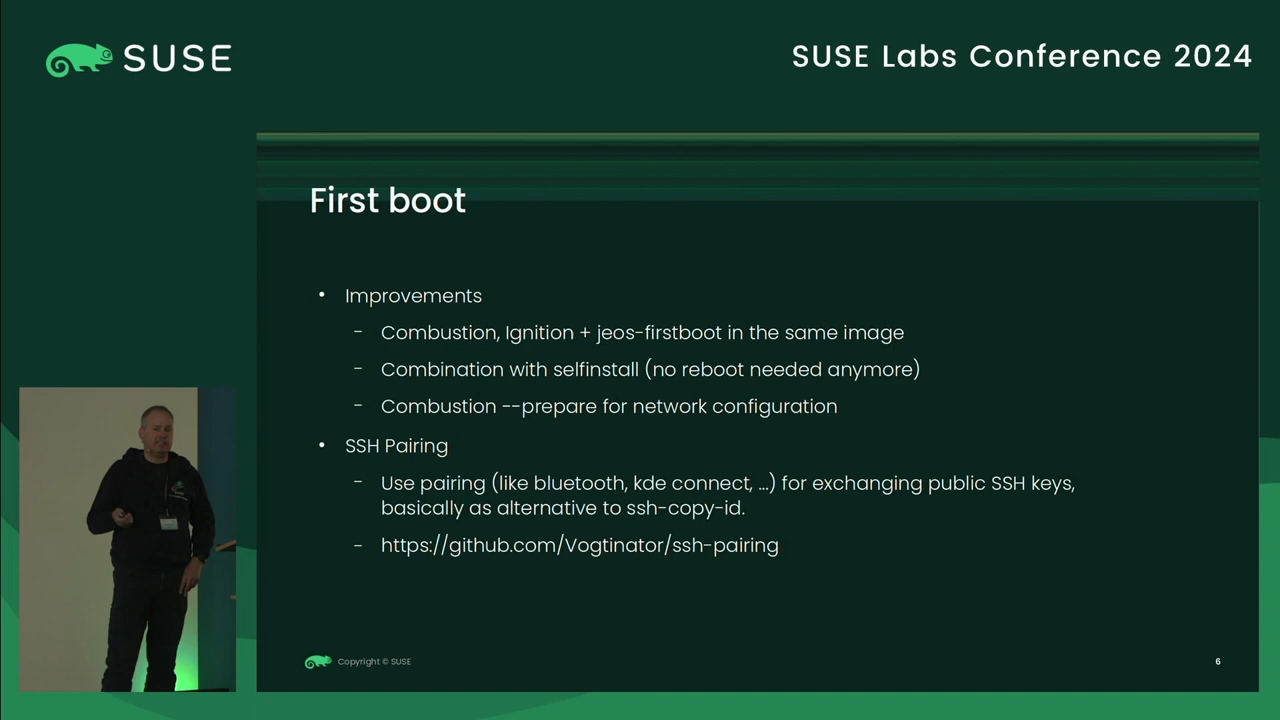 SUSE
SUSE Labs Conference 2024
First boot
• Improvements
– Combustion, Ignition + jeos-firstboot in the same image
– Combination with selfinstall (no reboot needed anymore)
– Combustion --prepare for network configuration
• SSH Pairing
– Use pairing (like bluetooth, kde connect, ...) for exchanging public SSH keys,
basically as alternative to ssh-copy-id.
– https://github.com/Vogtinator/ssh-pairing
Copyright © SUSE
6